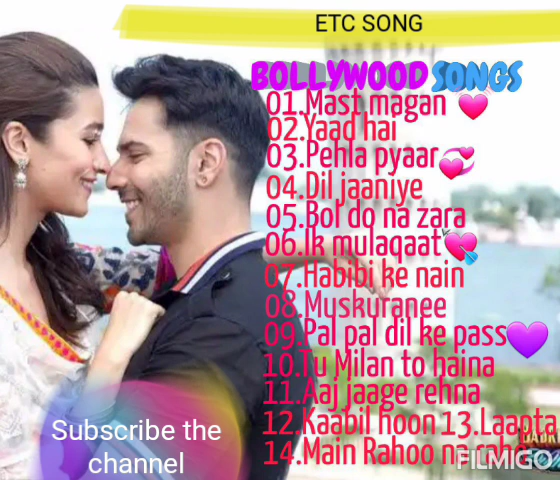 ETC SONG
BOLLYWOOD SONGS
01.Mast magan
02.Yaad hai
03.Pehla pyaar
04.Dil jaaniye
05.Bol do na zara
06.Ik mulaqaat
07.Habibi ke nain
08.Muskuranee
09.Pal pal dil ke pass
10.Tu Milan to haina
11.Aaj jaage rehna
12.Kaabil hoon 13.Laapta
14.Main Rahoo na
Subscribe the
channel
FILMIGO